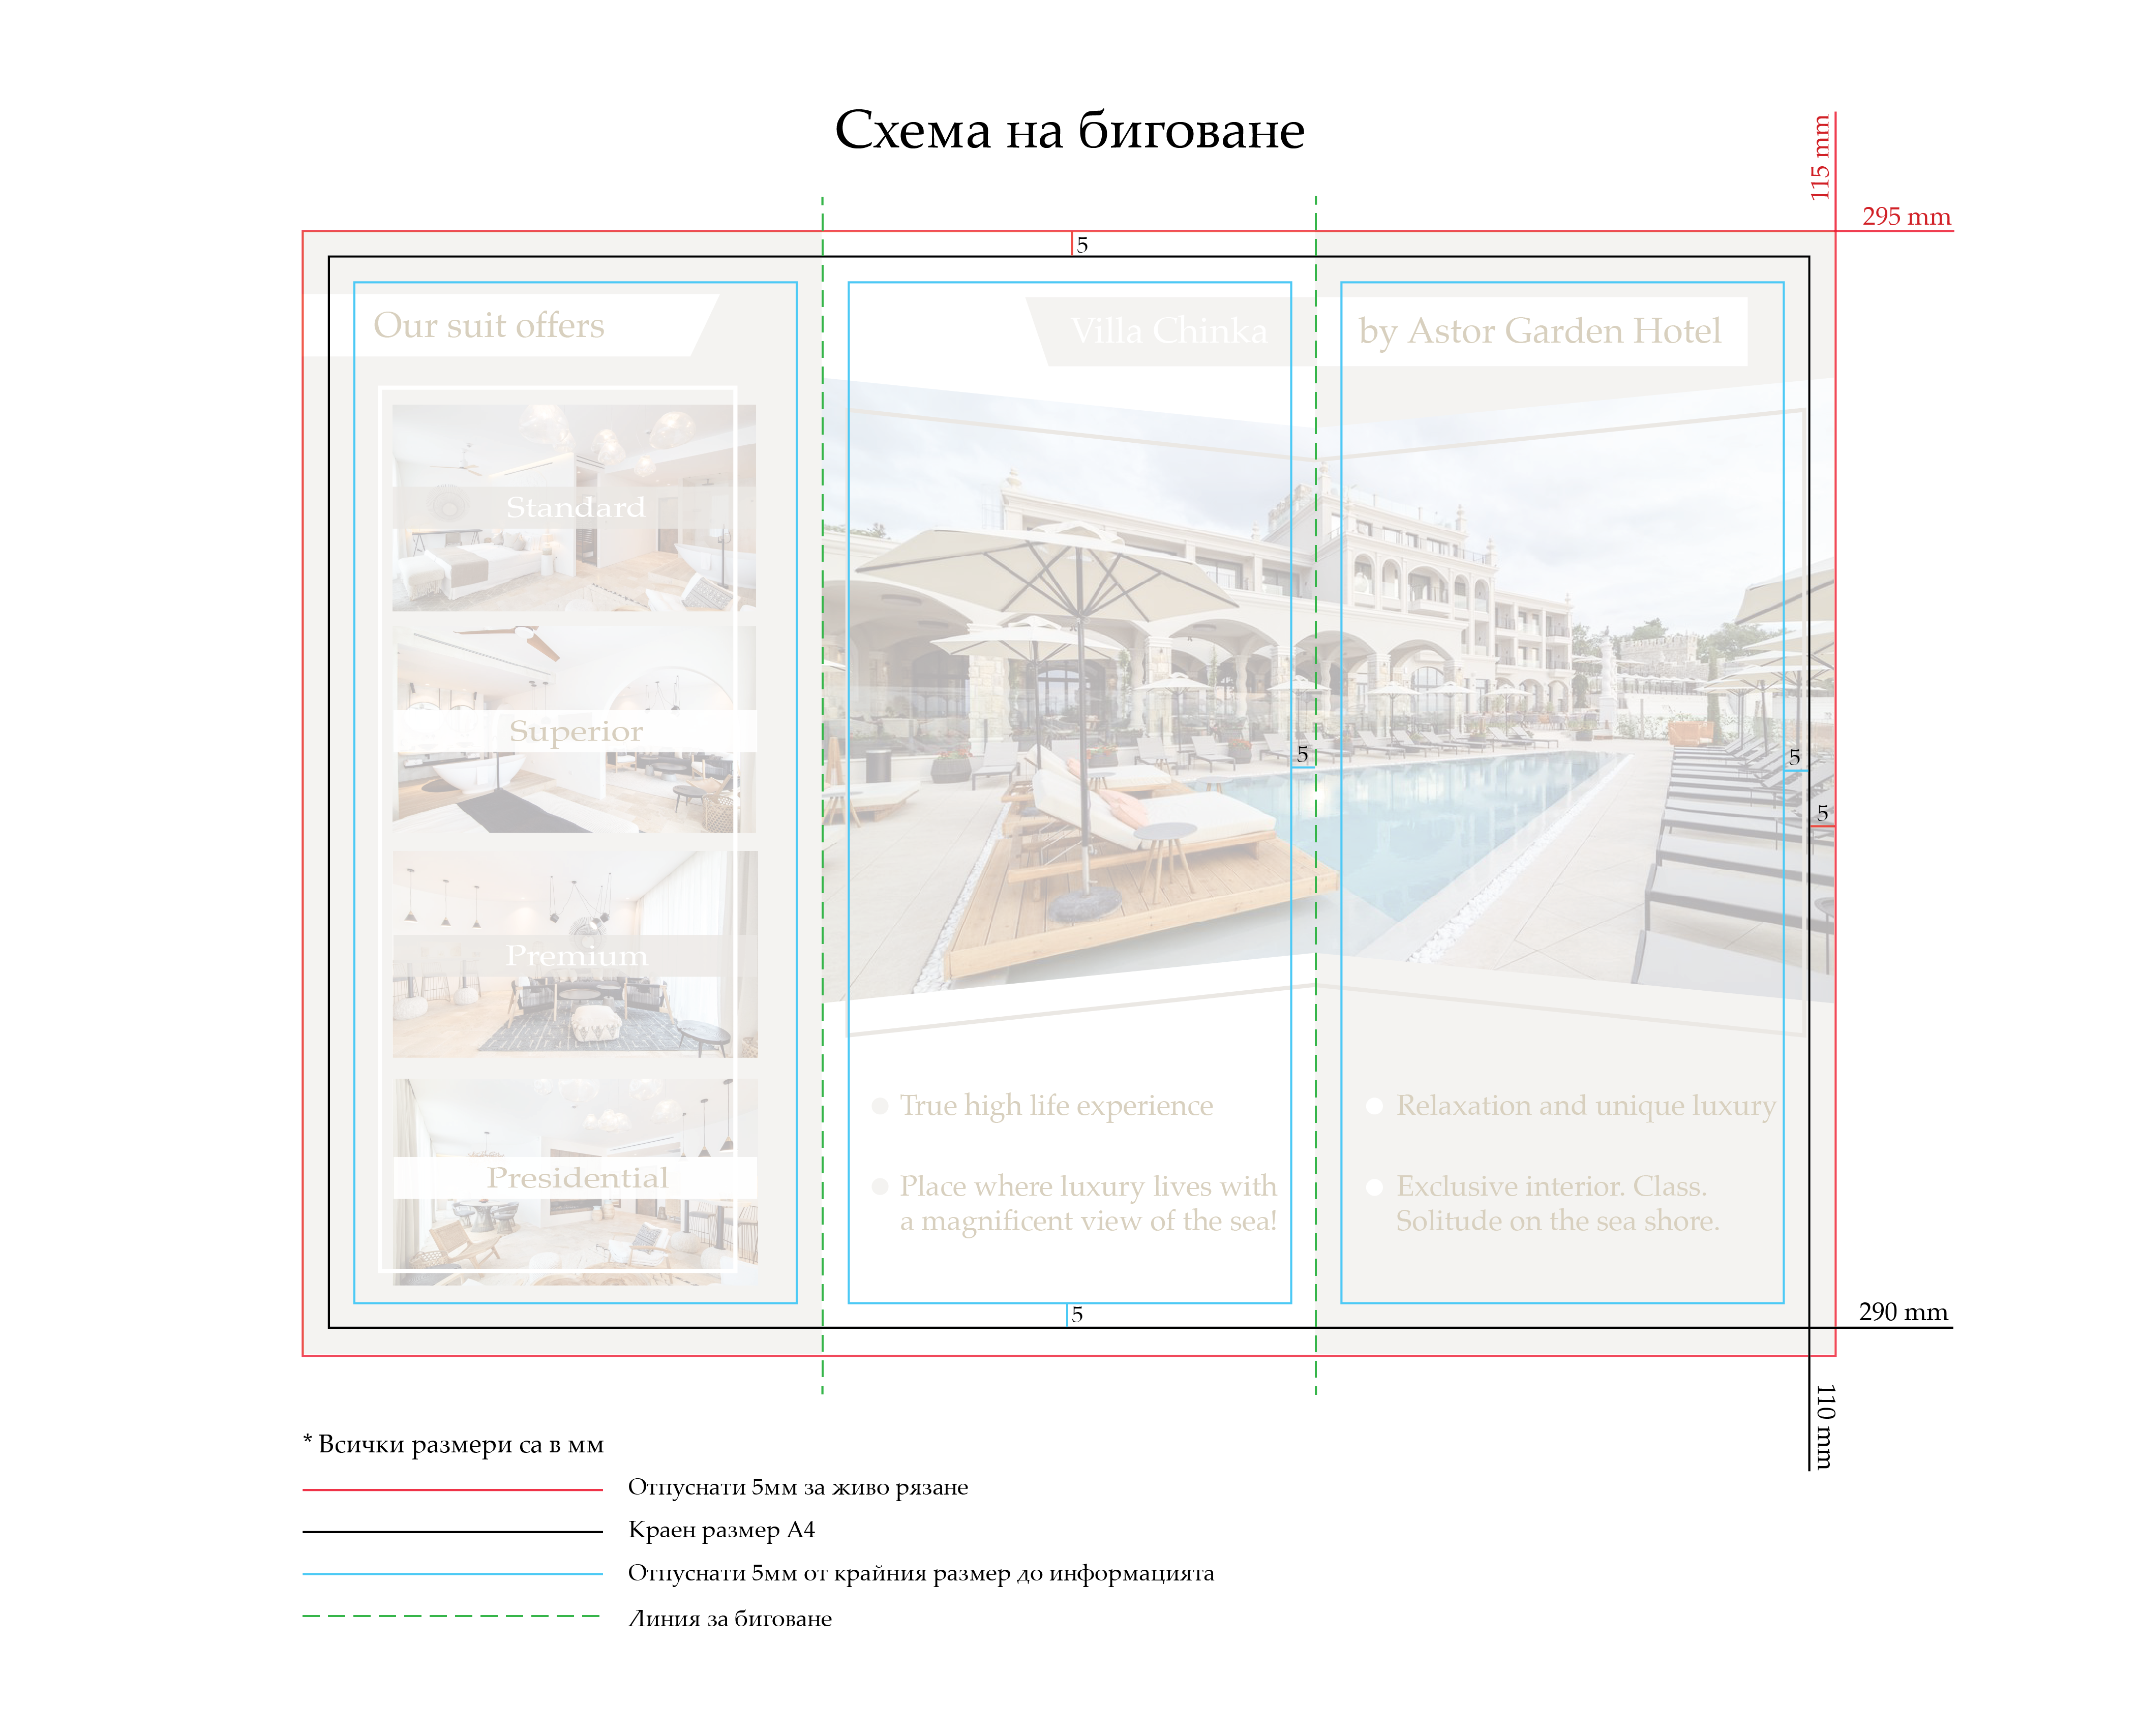 Схема на биговане
115 mm
295 mm
5
Our suit offers
Villa Chinka
by Astor Garden Hotel
Standard
Superior
5
5
5
Premium
True high life experience
Relaxation and unique luxury
Presidential
Place where luxury lives with
a magnificent view of the sea!
Exclusive interior. Class.
Solitude on the sea shore.
5
290 mm
110 mm
* Всички размери са в мм
Отпуснати 5мм за живо рязане
Краен размер А4
Отпуснати 5мм от крайния размер до информацията
Линия за биговане